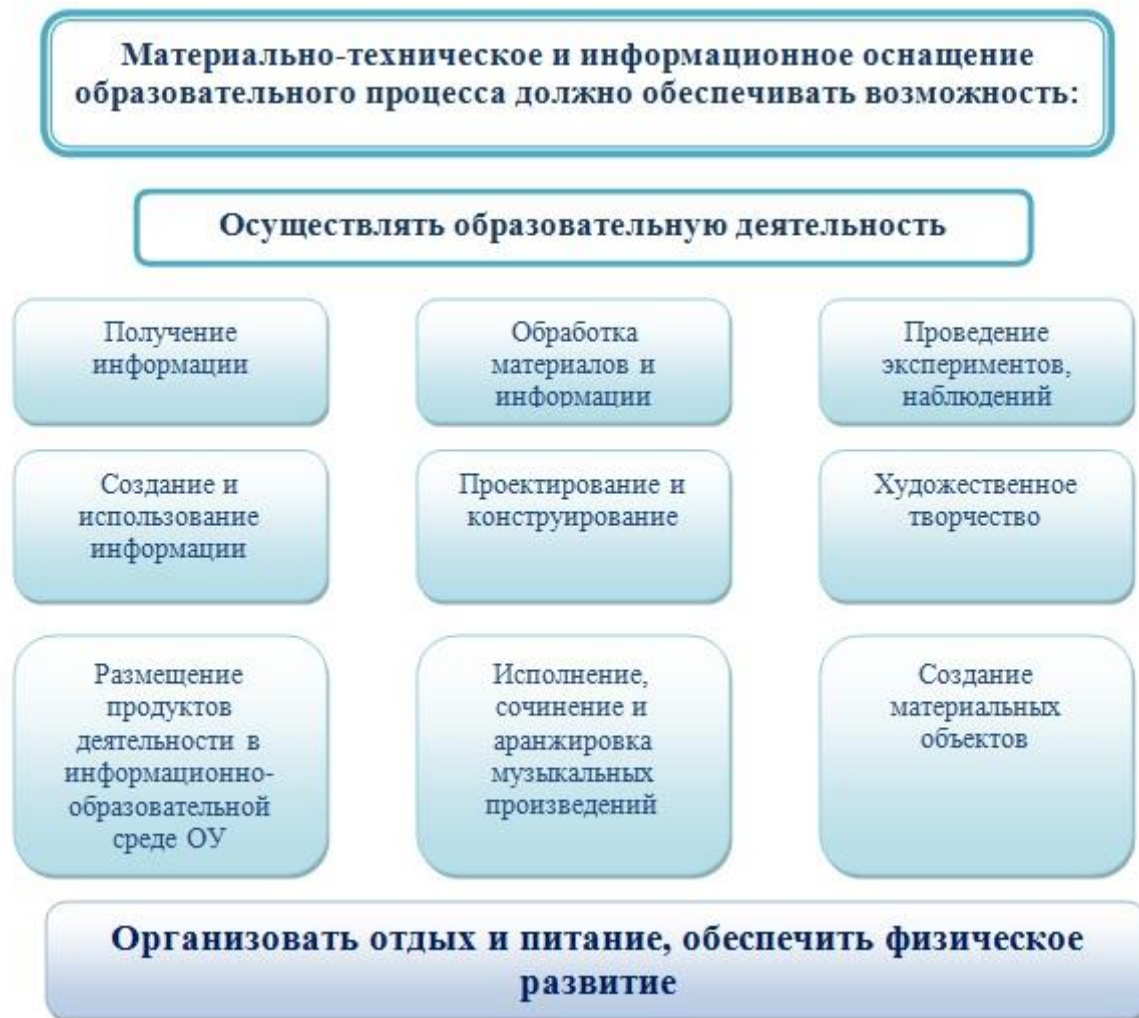 Материально-техническое и информационное оснащение
образовательного процесса должно обеспечивать возможность:
Осуществлять образовательную деятельность
Получение
информации
Обработка
материалов и
информации
Проведение
экспериментов,
наблюдений
Создание и
использование
информации
Проектирование и
конструирование
Художественное
творчество
Размещение
продуктов
деятельности в
информационно-
образовательной
среде ОУ
Исполнение,
сочинение и
аранжировка
музыкальных
произведений
Создание
материальных
объектов
Организовать отдых и питание, обеспечить физическое
развитие